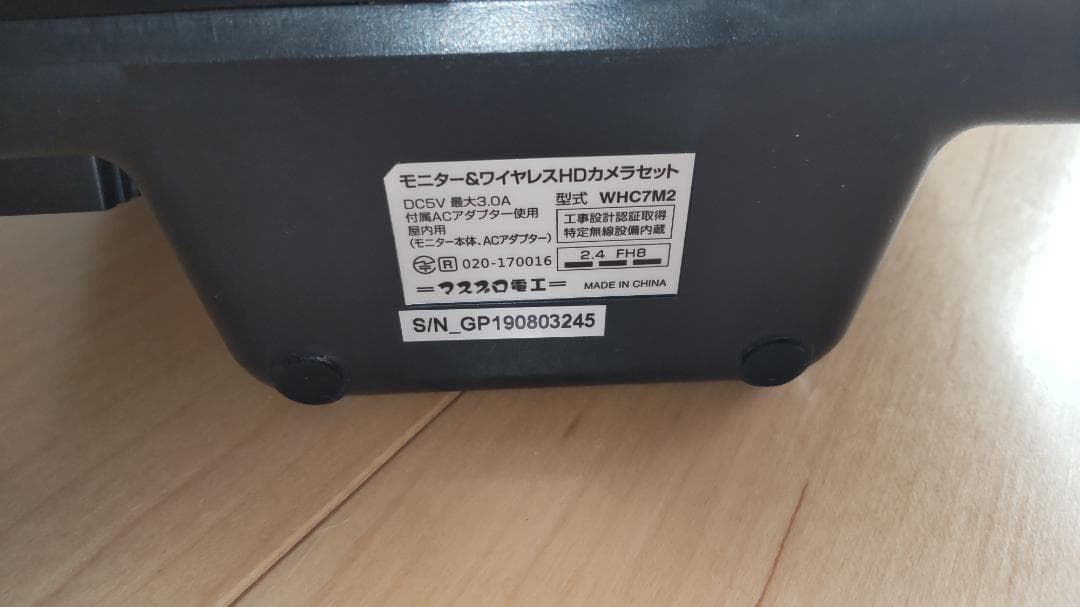 モニター&ワイヤレスHDカメラセット
DC5V 最大3.0A 型式 WHC7M2
付属ACアダプター使用 工事設計認証取得
屋内用 特定無線設備内蔵
(モニター本体、ACアダプター)
R 020-170016 2.4 FH8
=マスプロ電工= MADE IN CHINA
S/N_GP190803245